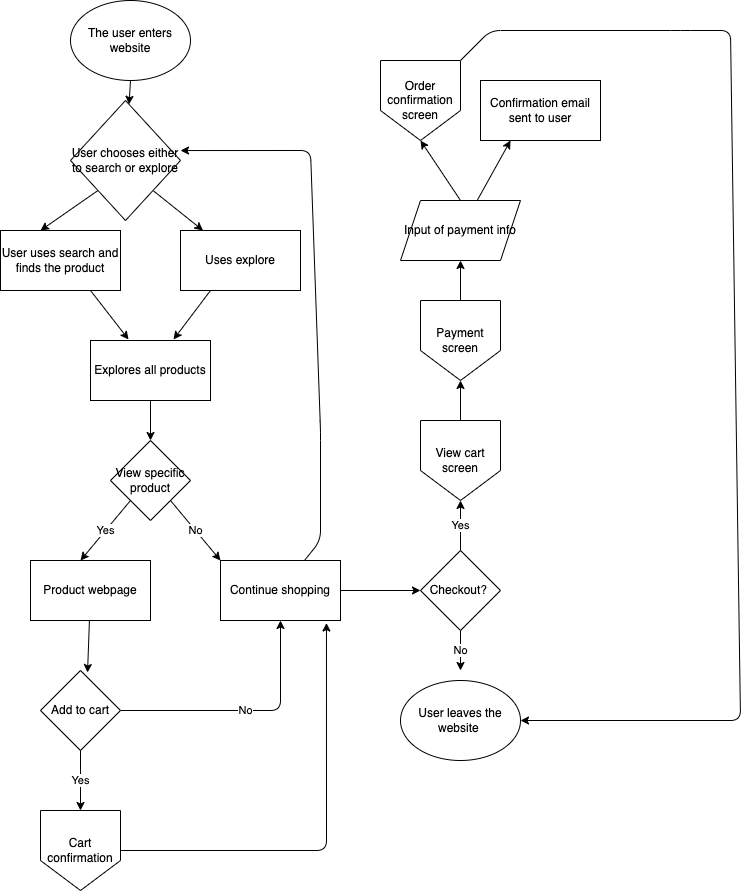 The user enters
website
User chooses either
to search or explore
User uses search and
finds the product
Uses explore
Explores all products
View specific
product
Yes
No
Product webpage
Continue shopping
Add to cart
No
Yes
Cart
confirmation
Order
confirmation
screen
Confirmation email
sent to user
Input of payment info
Payment
screen
View cart
screen
Yes
Checkout?
No
User leaves the
website